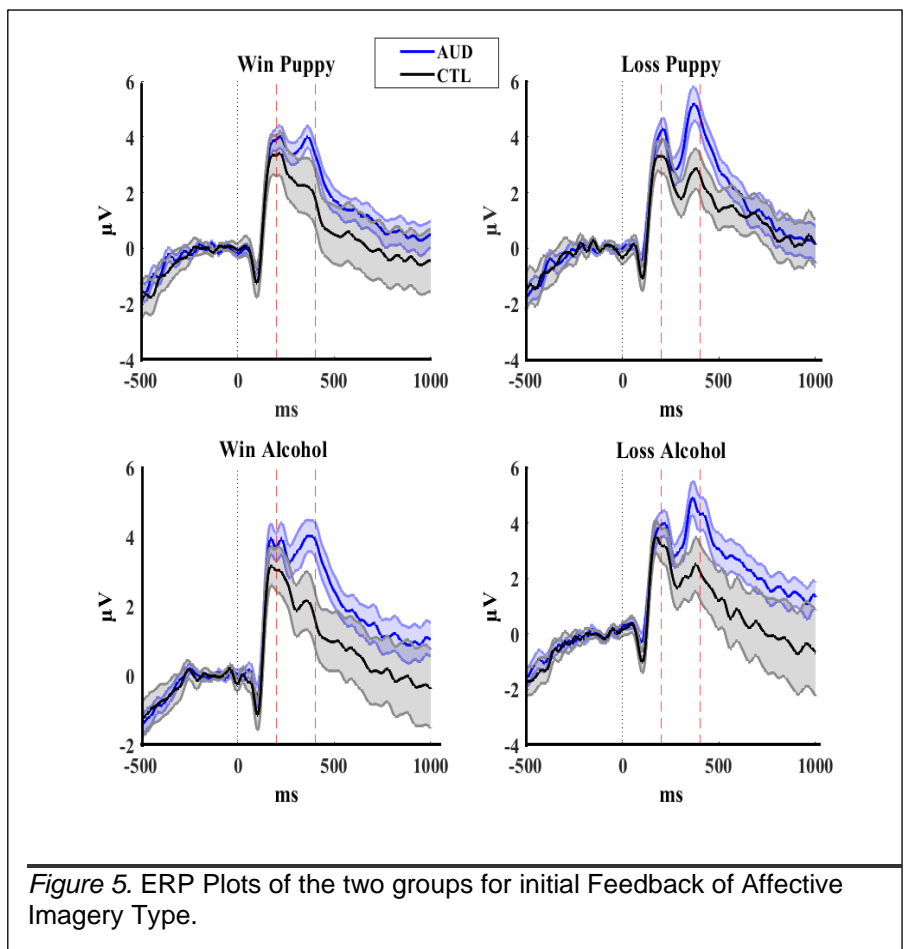 AUD
CTL
Win Puppy
Loss Puppy
6
4
2
0
-2
-4
µV
-500
0
500
1000
ms
6
4
2
0
-2
-4
µV
-500
0
500
1000
ms
Win Alcohol
Loss Alcohol
6
4
2
0
-2
µV
-500
0
500
1000
ms
6
4
2
0
-2
-4
µV
-500
0
500
1000
ms
Figure 5. ERP Plots of the two groups for initial Feedback of Affective
Imagery Type.